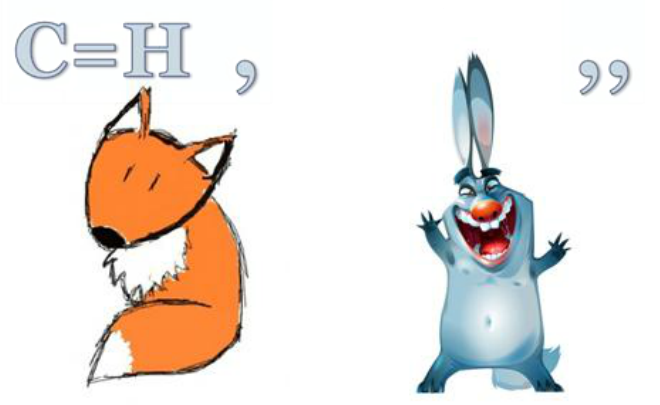 С=Н , ,,